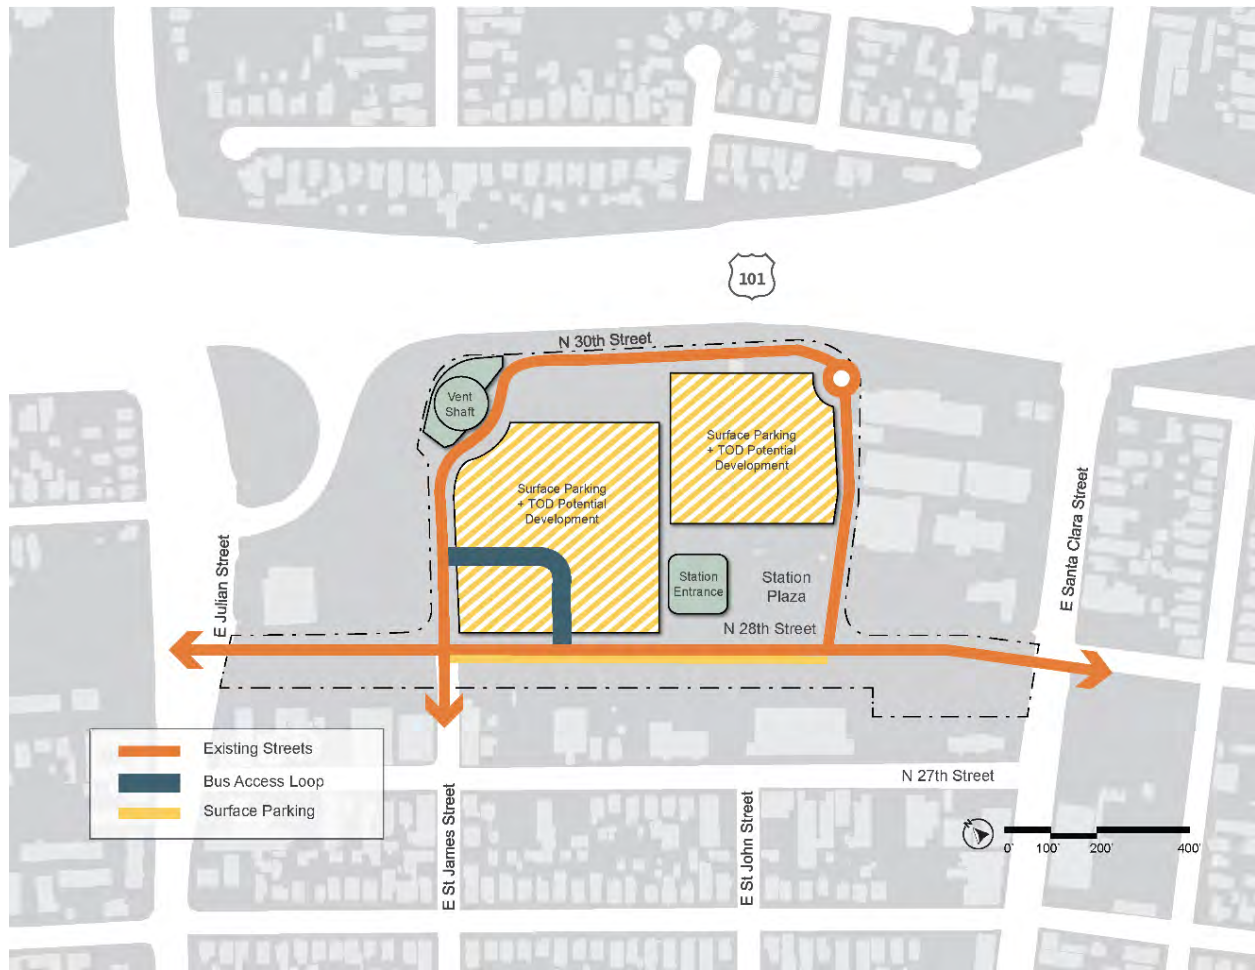 101
N 30th Street
Vent
Shaft
Surface Parking
+ TOD Potential
Development
Surface Parking
+ TOD Potential
Development
E Julian Street
Station
Entrance
Station
Plaza
E Santa Clara Street
N 28th Street
Existing Streets
Bus Access Loop
Surface Parking
N 27th Street
E St James Street
E St John Street
N
0'
100'
200'
400'